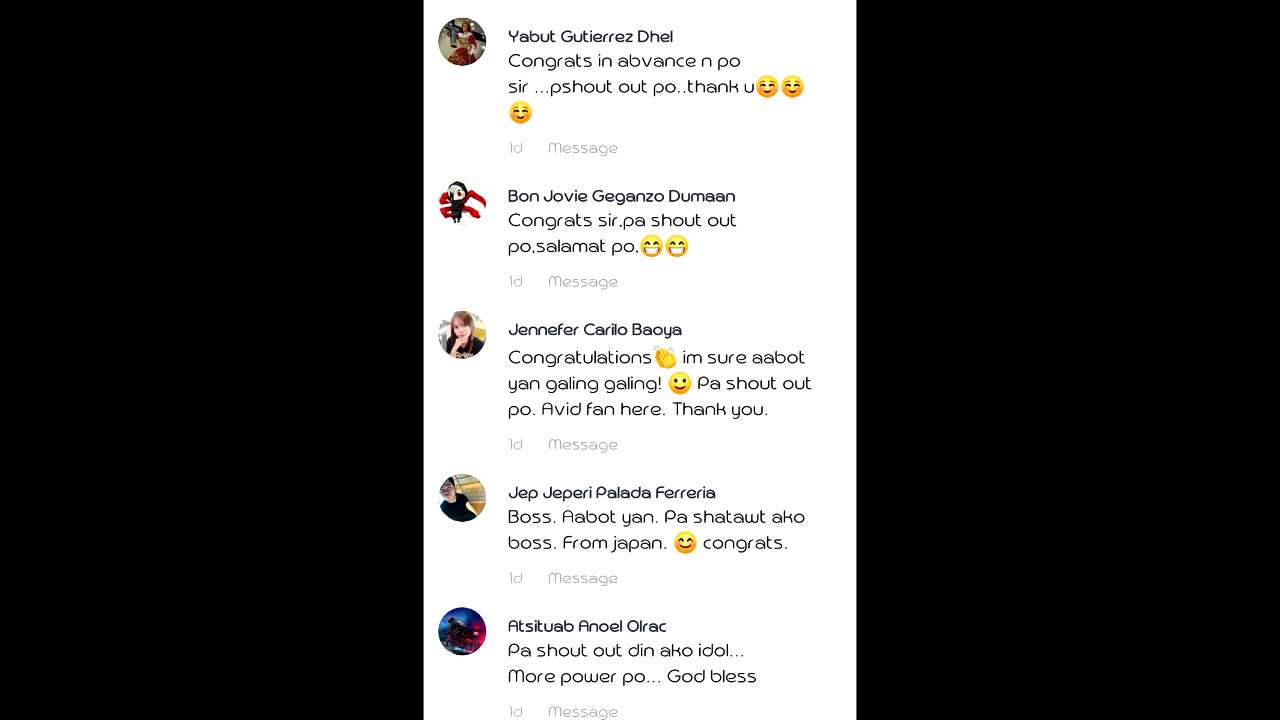 Yabut Gutierrez Dhel
Congrats in abvance n po
sir ...pshout out po..thank u☺️☺️
☺️
1d Message
Bon Jovie Geganzo Dumaan
Congrats sir,pa shout out
po,salamat po,😁😁
1d Message
Jennefer Carilo Baoya
Congratulations👏 im sure aabot
yan galing galing! 🙂 Pa shout out
po. Avid fan here. Thank you.
1d Message
Jep Jeperi Palada Ferreria
Boss. Aabot yan. Pa shatawt ako
boss. From japan. 😊 congrats.
1d Message
Atsituab Anoel Olrac
Pa shout out din ako idol...
More power po... God bless
1d Message